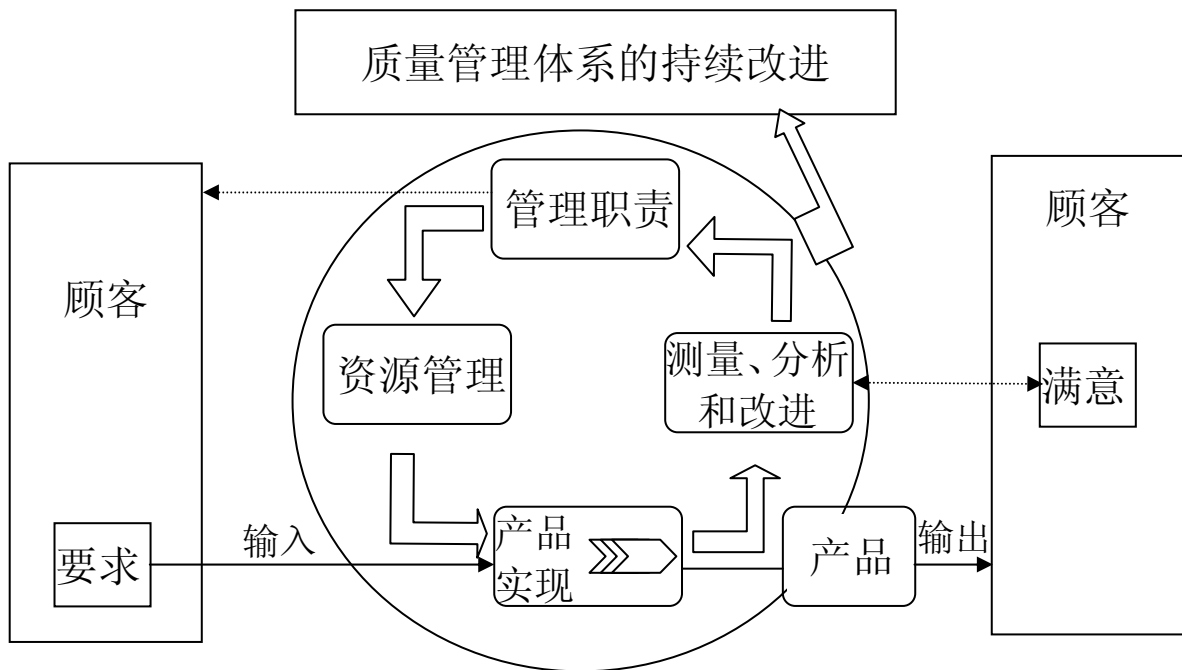 质量管理体系的持续改进
管理职责
顾客
顾客
资源管理
测量、分析
和改进
满意
要求
输入
产品
实现
产品
输出